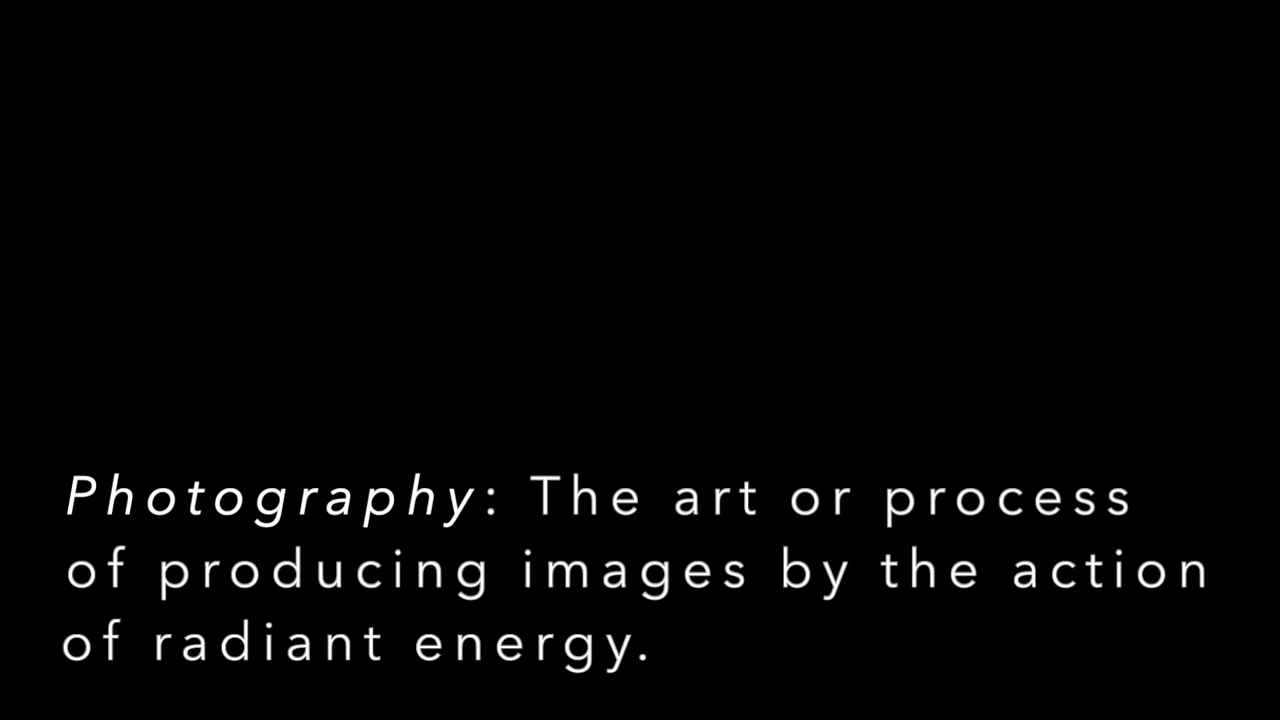 Photography: The art or process
of producing images by the action
of radiant energy.